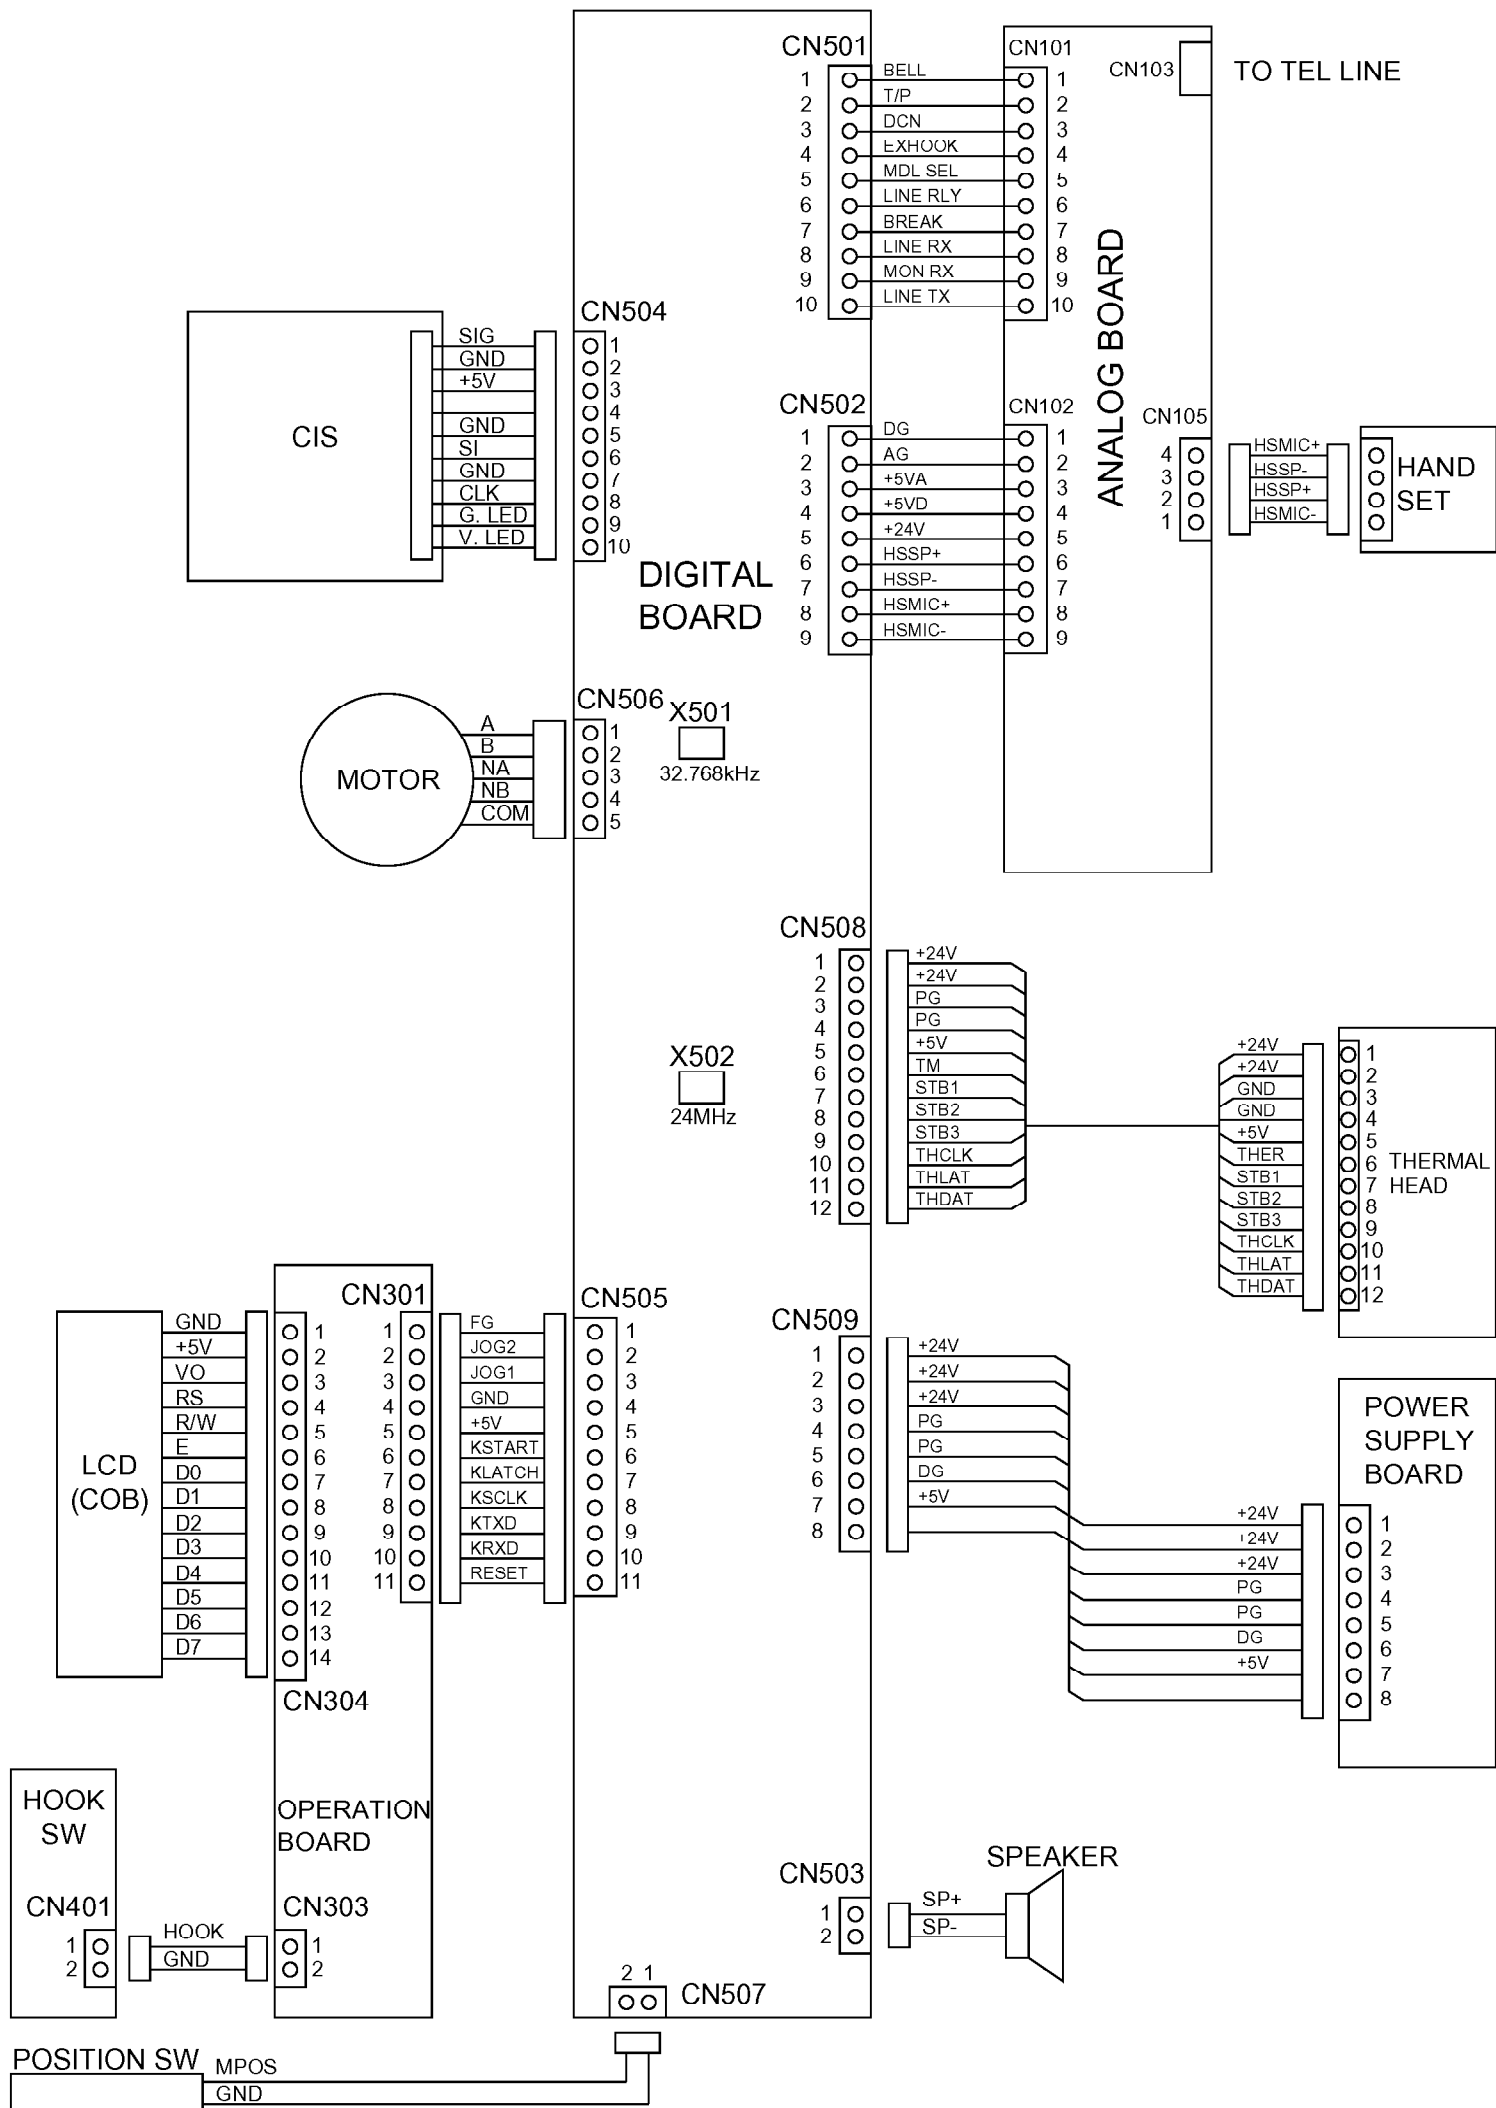 CN501
1 BELL
2 T/P
3 DCN
4 EXHOOK
5 MDL SEL
6 LINE RLY
7 BREAK
8 LINE RX
9 MON RX
10 LINE TX
CN101
1
2
3
4
5
6
7
8
9
10
CN103
TO TEL LINE
ANALOG BOARD
CIS
SIG
GND
+5V
GND
SI
GND
CLK
G. LED
V. LED
CN504
1
2
3
4
5
6
7
8
9
10
DIGITAL
BOARD
CN502
1 DG
2 AG
3 +5VA
4 +5VD
5 +24V
6 HSSP+
7 HSSP-
8 HSMIC+
9 HSMIC-
CN102
1
2
3
4
5
6
7
8
9
CN105
4 HSMIC+
3 HSSP-
2 HSSP+
1 HSMIC-
HAND
SET
MOTOR
A
B
NA
NB
COM
CN506
1
2
3
4
5
X501
32.768kHz
X502
24MHz
CN508
1 +24V
2 +24V
3 PG
4 PG
5 +5V
6 TM
7 STB1
8 STB2
9 STB3
10 THCLK
11 THLAT
12 THDAT
+24V 1
+24V 2
GND 3
GND 4
+5V 5
THER 6
STB1 7
STB2 8
STB3 9
THCLK 10
THLAT 11
THDAT 12
THERMAL
HEAD
LCD
(COB)
GND 1
+5V 2
VO 3
RS 4
R/W 5
E 6
D0 7
D1 8
D2 9
D3 10
D4 11
D5 12
D6 13
D7 14
CN304
CN301
1 FG
2 JOG2
3 JOG1
4 GND
5 +5V
6 KSTART
7 KLATCH
8 KSCLK
9 KTXD
10 KRXD
11 RESET
CN505
1
2
3
4
5
6
7
8
9
10
11
CN509
1 +24V
2 +24V
3 +24V
4 PG
5 PG
6 DG
7 +5V
8
POWER
SUPPLY
BOARD
+24V 1
+24V 2
+24V 3
PG 4
PG 5
DG 6
+5V 7
8
HOOK
SW
CN401
1
2
HOOK
GND
OPERATION
BOARD
CN303
1
2
CN503
1
2
SP+
SP-
SPEAKER
2 1
CN507
POSITION SW
MPOS
GND